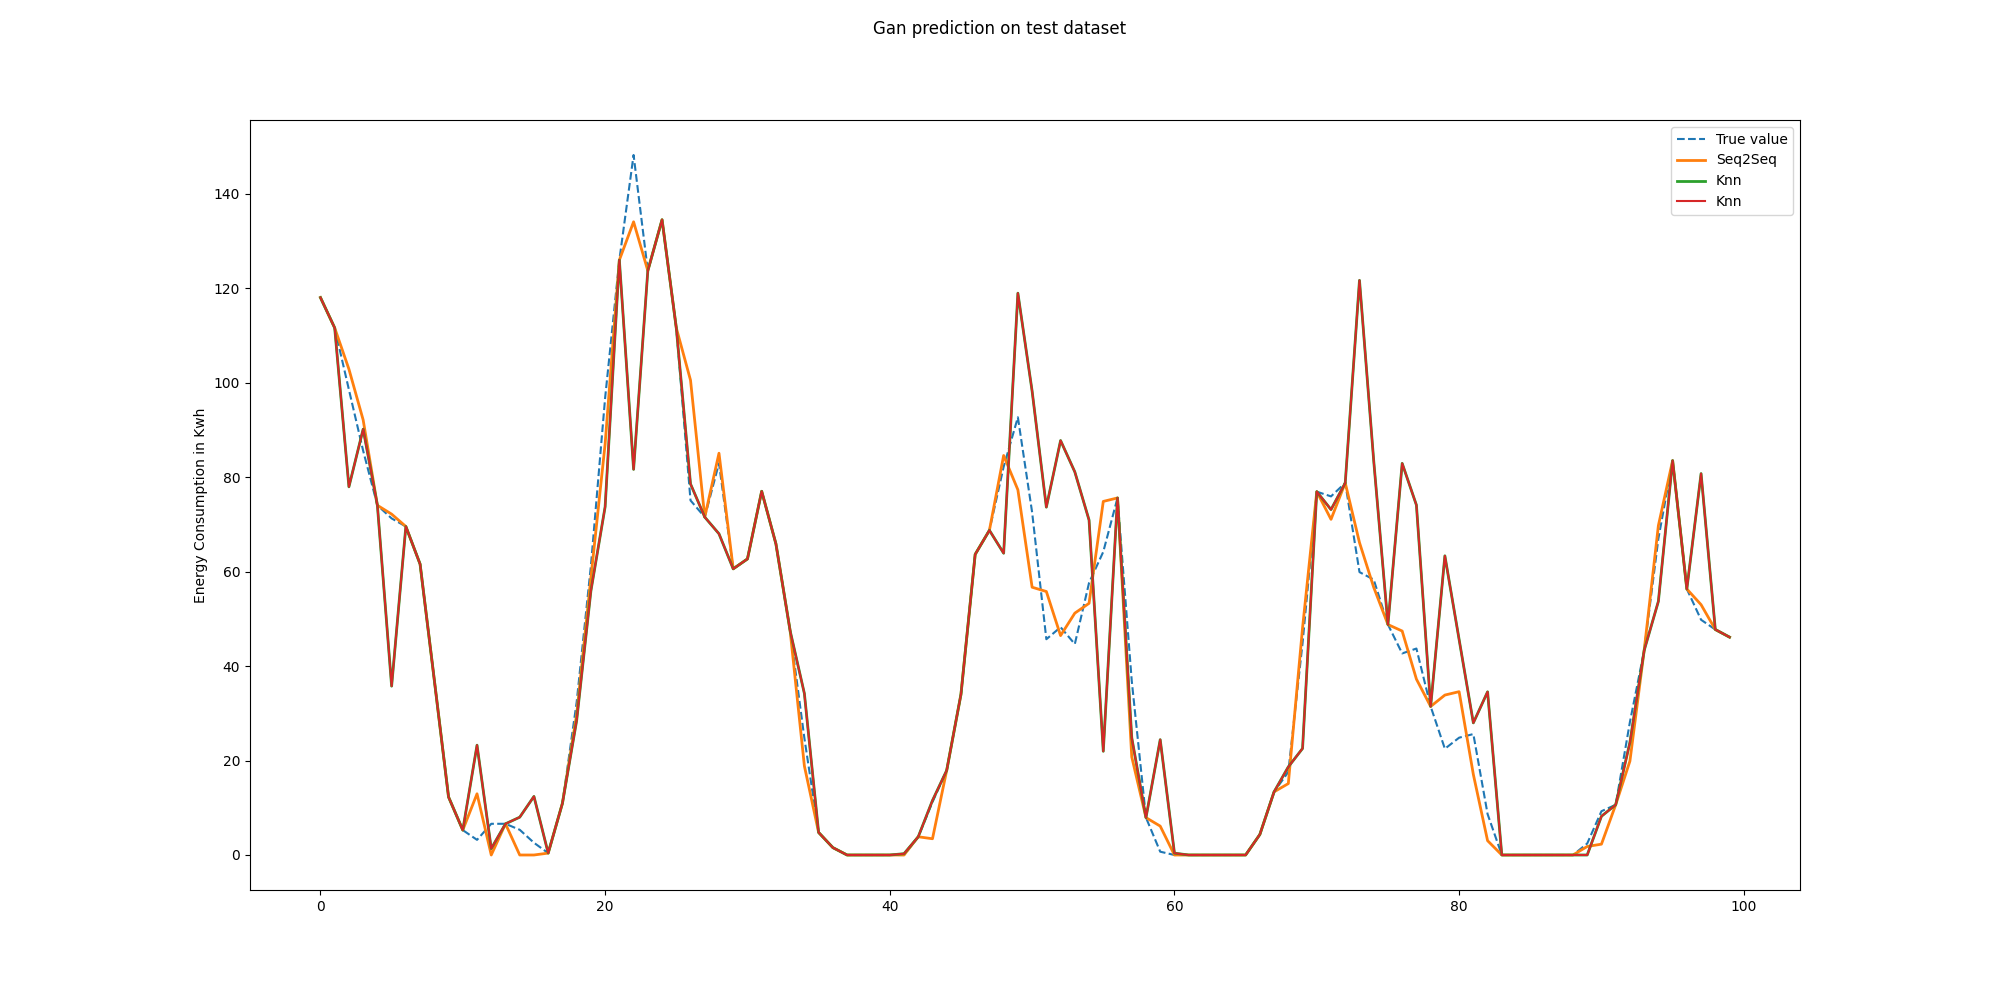 Gan prediction on test dataset
True value
Seq2Seq
Knn
Knn
Energy Consumption in Kwh
140
120
100
80
60
40
20
0
0 20 40 60 80 100